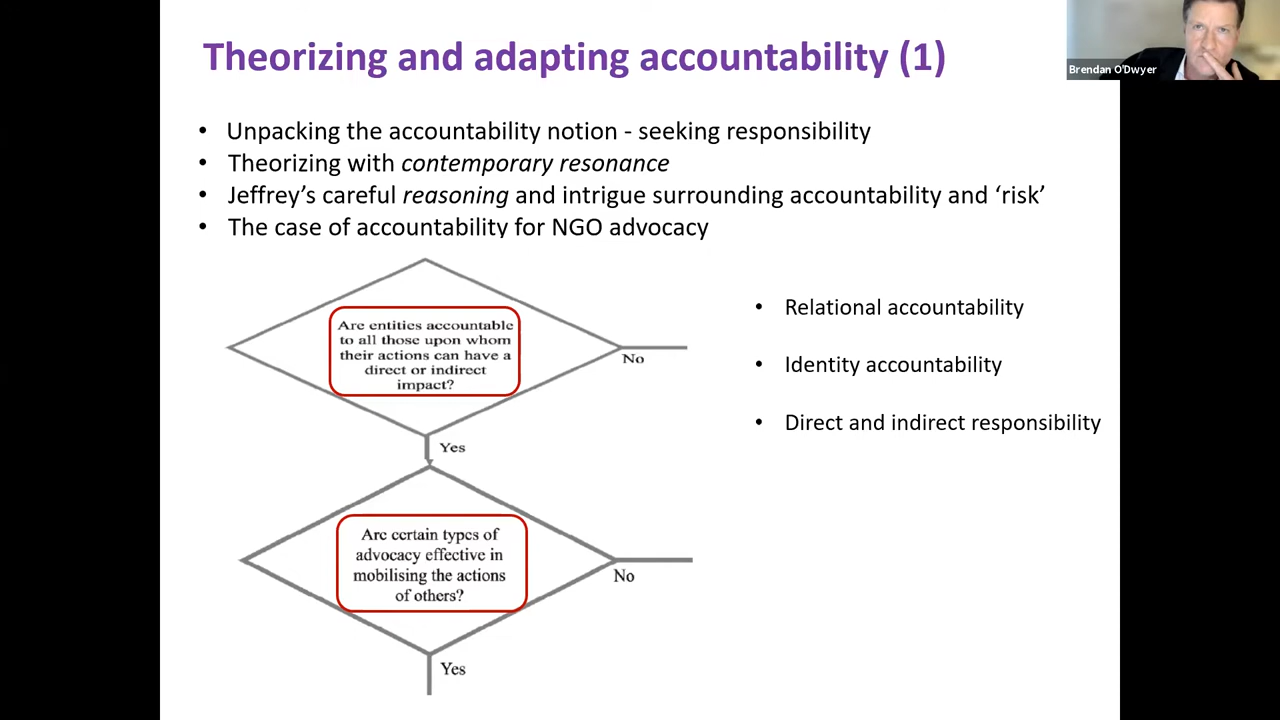 Theorizing and adapting accountability (1)
Brendan O'Dwyer
• Unpacking the accountability notion - seeking responsibility
• Theorizing with contemporary resonance
• Jeffrey’s careful reasoning and intrigue surrounding accountability and ‘risk’
• The case of accountability for NGO advocacy
Are entities accountable
to all those upon whom
their actions can have a
direct or indirect
impact?
No
Yes
Are certain types of
advocacy effective in
mobilising the actions
of others?
No
Yes
• Relational accountability
• Identity accountability
• Direct and indirect responsibility